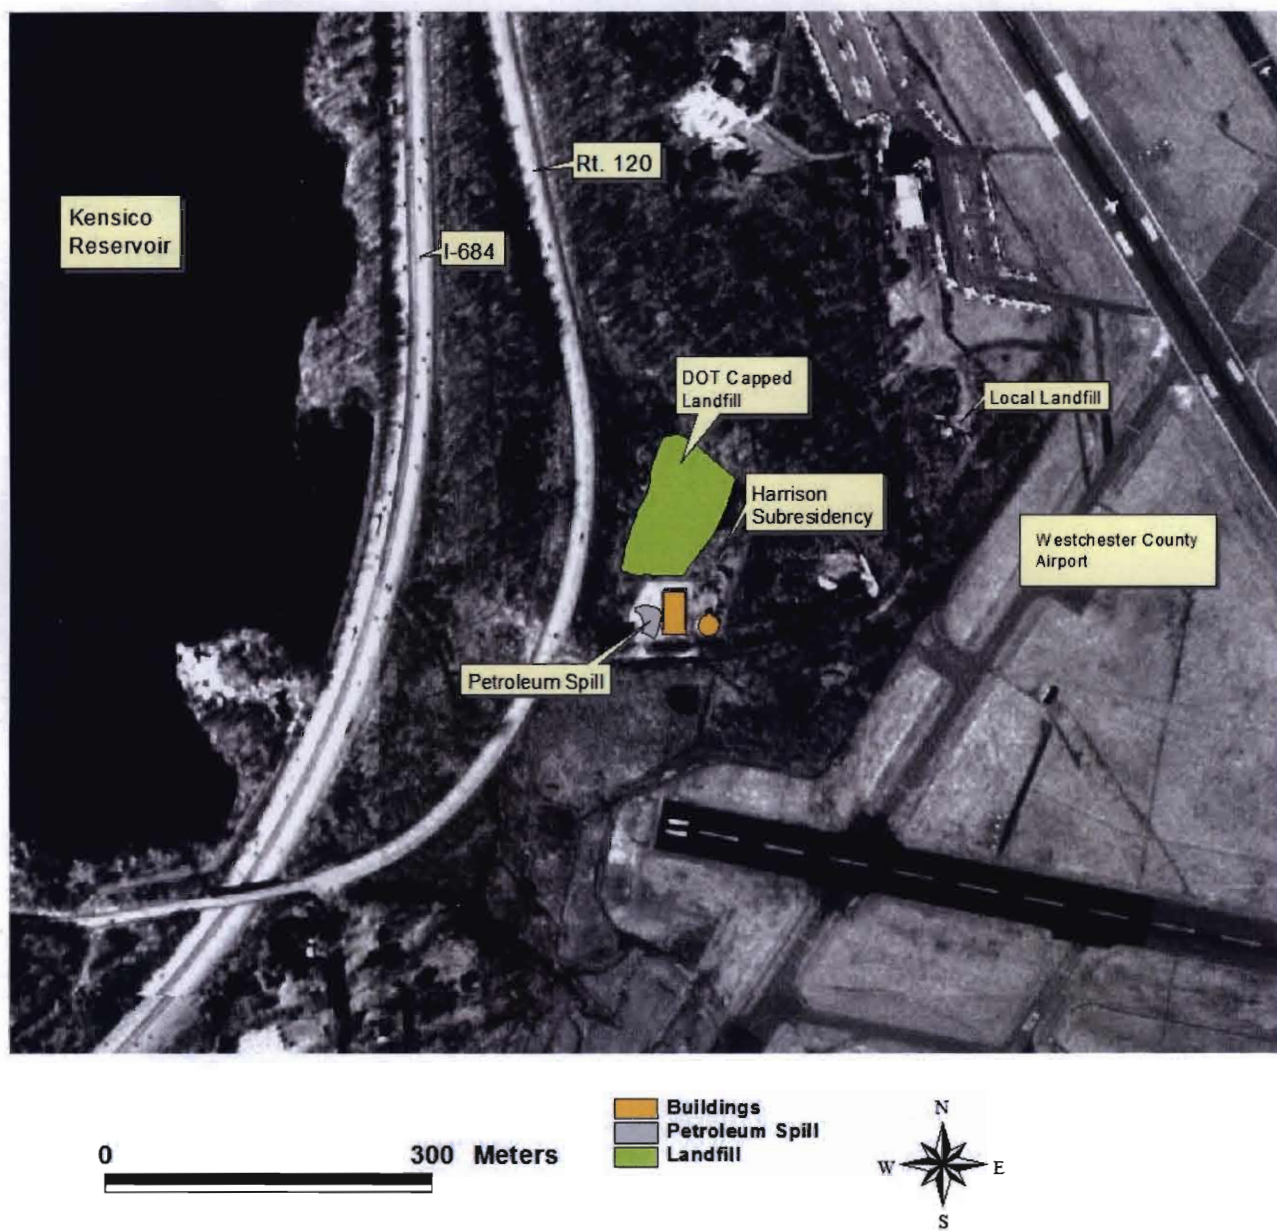 Rt. 120
Kensico
Reservoir
I-684
DOT Capped
Landfill
Local Landfill
Harrison
Subresidency
Westchester County
Airport
Petroleum Spill
0 300 Meters
Buildings
Petroleum Spill
Landfill
N
W E
S